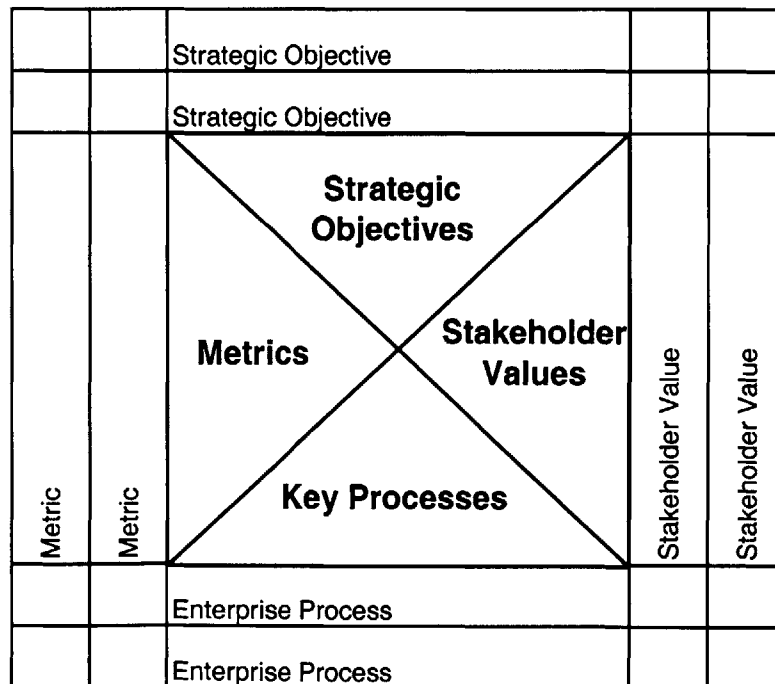 Strategic Objective
Strategic Objective
Strategic
Objectives
Metrics
Stakeholder
Values
Key Processes
Metric
Metric
Stakeholder Value
Stakeholder Value
Enterprise Process
Enterprise Process